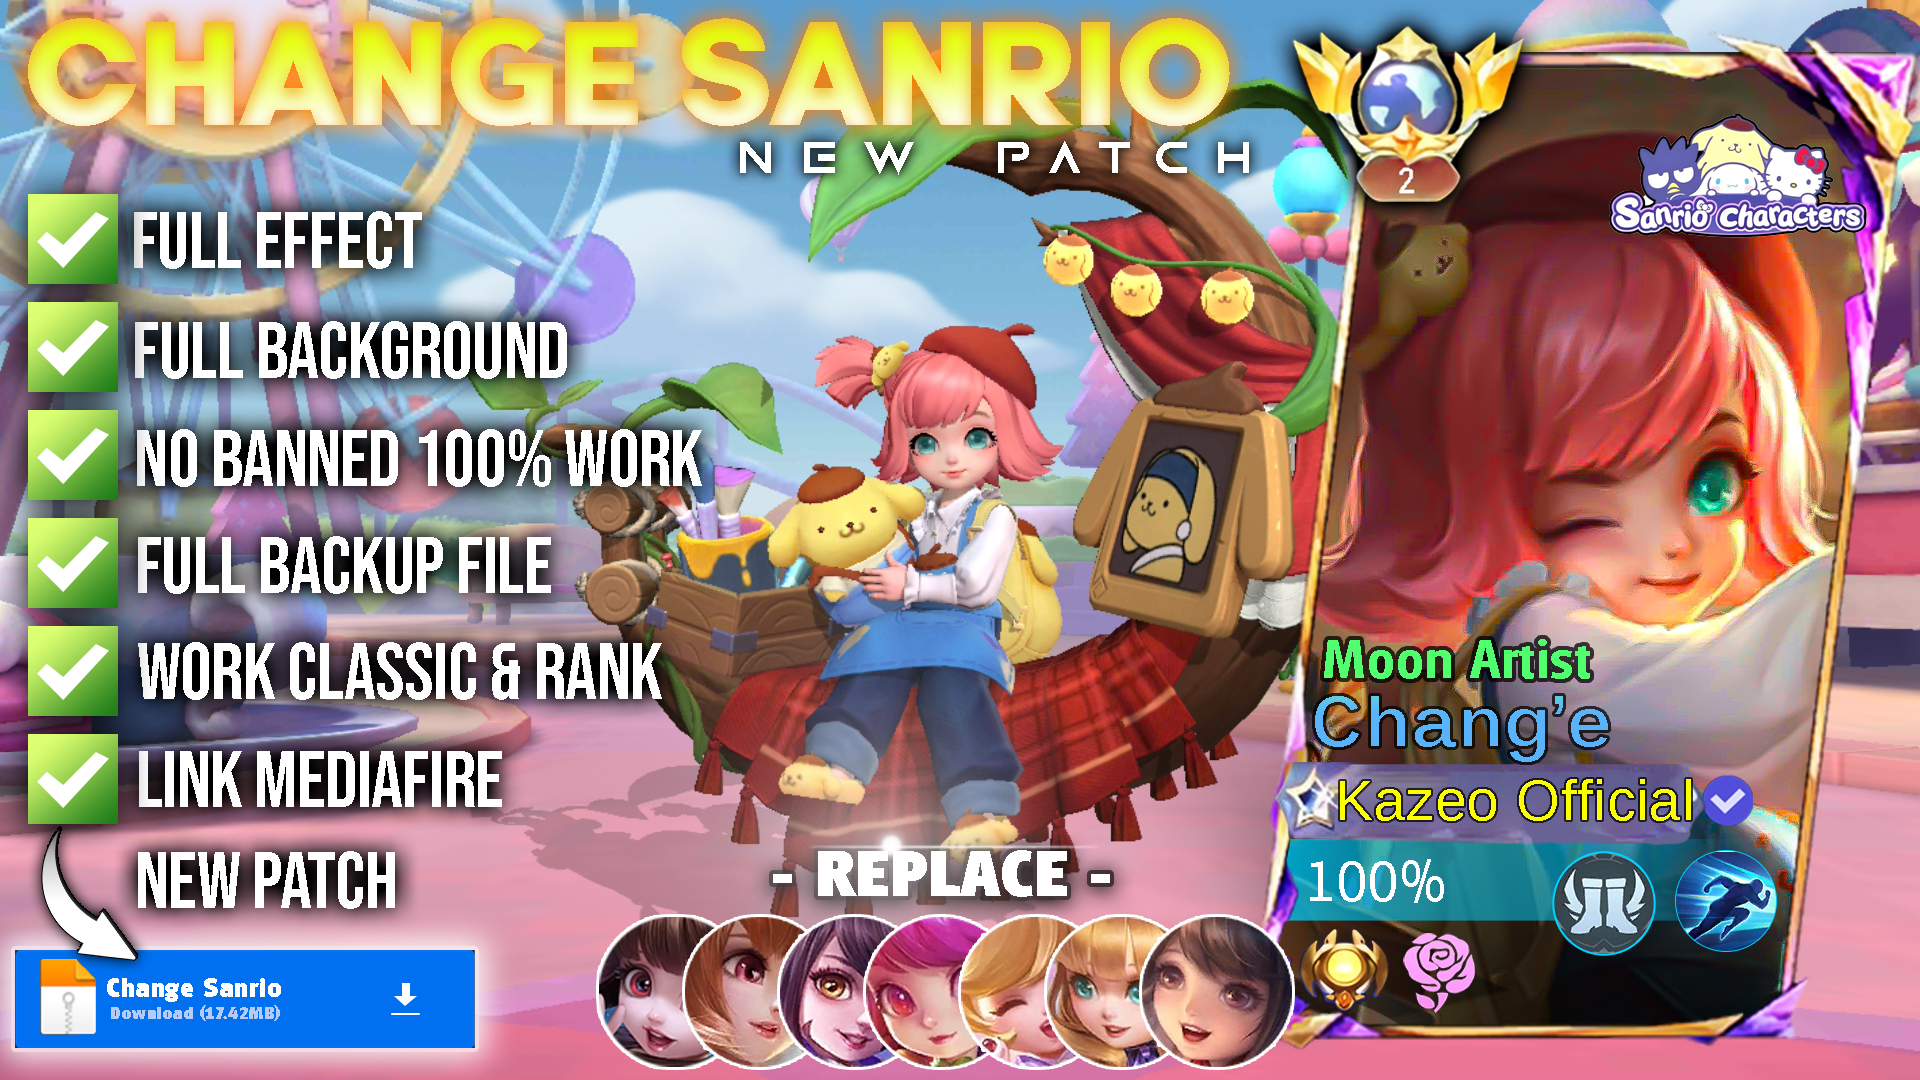 CHANGE SANRIO
NEW PATCH
FULL EFFECT
FULL BACKGROUND
NO BANNED 100% WORK
FULL BACKUP FILE
WORK CLASSIC & RANK
LINK MEDIAFIRE
NEW PATCH
Change Sanrio
Download (17.42MB)
- REPLACE -
2
Sanrio characters
Moon Artist
Chang'e
Kazeo Official
100%